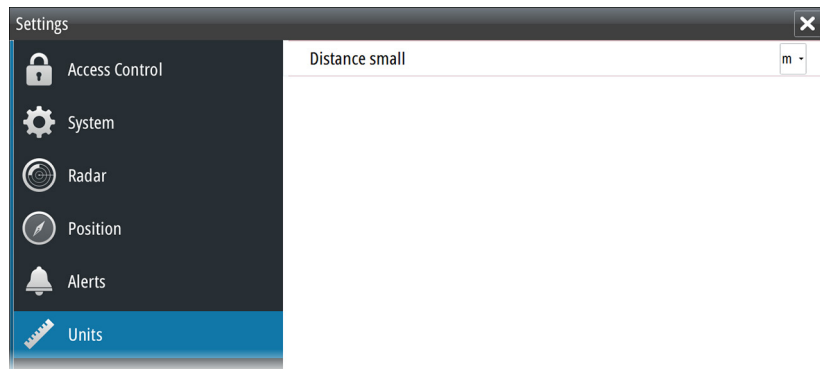 Settings
Access Control
System
Radar
Position
Alerts
Units
Distance small
m